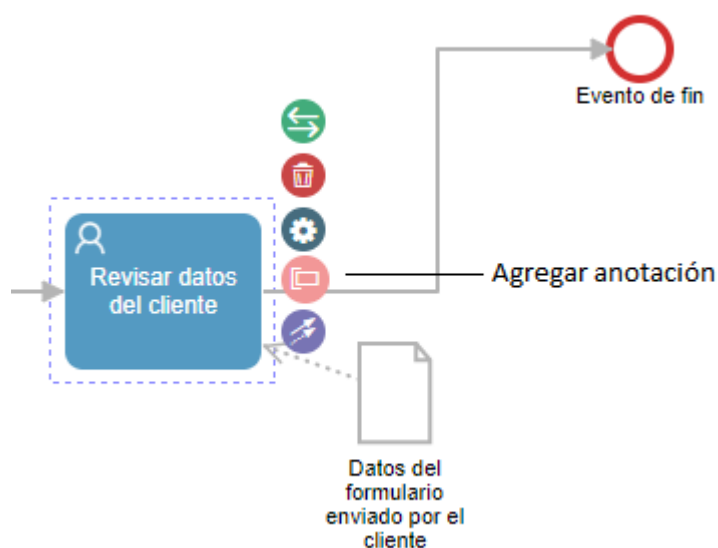 Evento de fin
Revisar datos
del cliente
Agregar anotación
Datos del
formulario
enviado por el
cliente